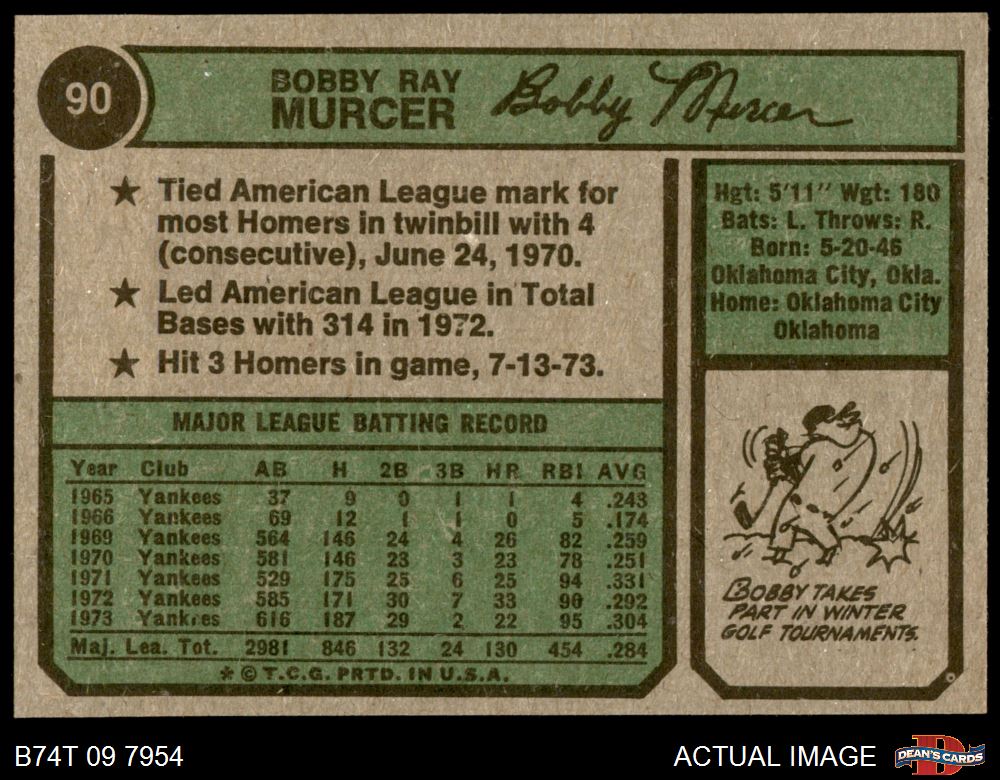 90
BOBBY RAY
MURCER
Bobby Murcer
★ Tied American League mark for
most Homers in twinbill with 4
(consecutive), June 24, 1970.
★ Led American League in Total
Bases with 314 in 1972.
★ Hit 3 Homers in game, 7-13-73.
Hgt: 5'11" Wgt: 180
Bats: L. Throws: R.
Born: 5-20-46
Oklahoma City, Okla.
Home: Oklahoma City
Oklahoma
MAJOR LEAGUE BATTING RECORD
Year Club AB H 2B 3B HR RBI AVG
1965 Yankees 37 9 0 1 1 4 .243
1966 Yankees 69 12 1 1 0 5 .174
1969 Yankees 564 146 24 4 26 82 .259
1970 Yankees 581 146 23 3 23 78 .251
1971 Yankees 529 175 25 6 25 94 .331
1972 Yankees 585 171 30 7 33 96 .292
1973 Yankees 616 187 29 2 22 95 .304
Maj. Lea. Tot. 2981 846 132 24 130 454 .284
* © T.C.G. PRTD. IN U.S.A.
BOBBY TAKES
PART IN WINTER
GOLF TOURNAMENTS.
B74T 09 7954
ACTUAL IMAGE
DEAN'S CARDS